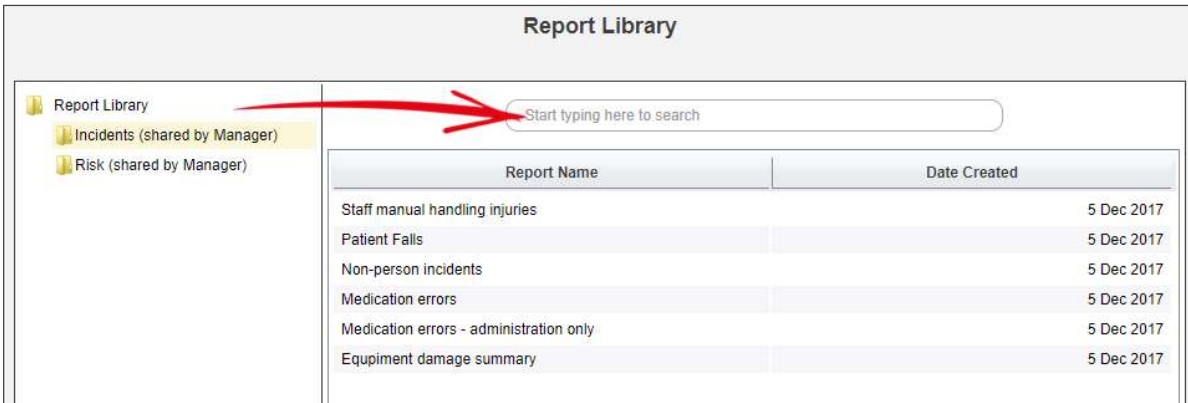 Report Library
Report Library
Incidents (shared by Manager)
Risk (shared by Manager)
Start typing here to search
Report Name Date Created
Staff manual handling injuries 5 Dec 2017
Patient Falls 5 Dec 2017
Non-person incidents 5 Dec 2017
Medication errors 5 Dec 2017
Medication errors - administration only 5 Dec 2017
Equpiment damage summary 5 Dec 2017